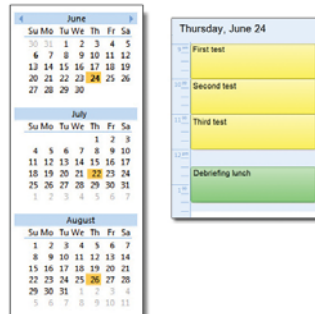 June
Su Mo Tu We Th Fr Sa
30 31 1 2 3 4 5
6 7 8 9 10 11 12
13 14 15 16 17 18 19
20 21 22 23 24 25 26
27 28 29 30
July
Su Mo Tu We Th Fr Sa
1 2 3
4 5 6 7 8 9 10
11 12 13 14 15 16 17
18 19 20 21 22 23 24
25 26 27 28 29 30 31
1 2 3 4 5 6 7
August
Su Mo Tu We Th Fr Sa
1 2 3 4 5 6 7
8 9 10 11 12 13 14
15 16 17 18 19 20 21
22 23 24 25 26 27 28
29 30 31 1 2 3 4
5 6 7 8 9 10 11
Thursday, June 24
First test
Second test
Third test
Debriefing lunch